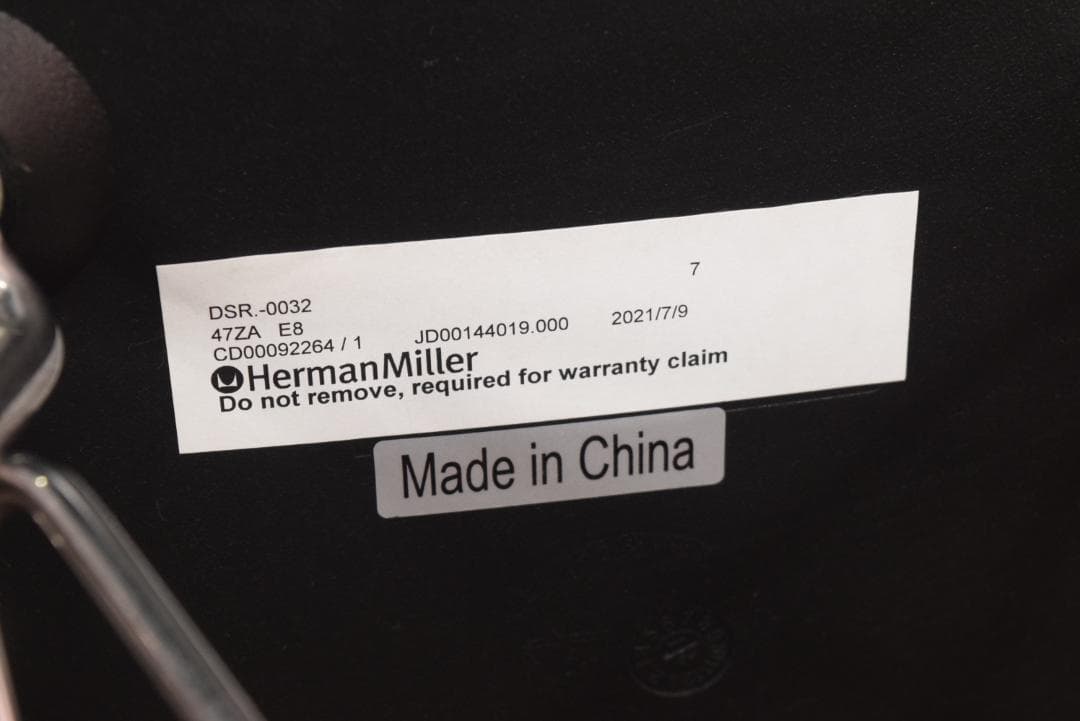 7
DSR.-0032
47ZA E8
CD00092264 / 1 JD00144019.000 2021/7/9
HermanMiller
Do not remove, required for warranty claim
Made in China